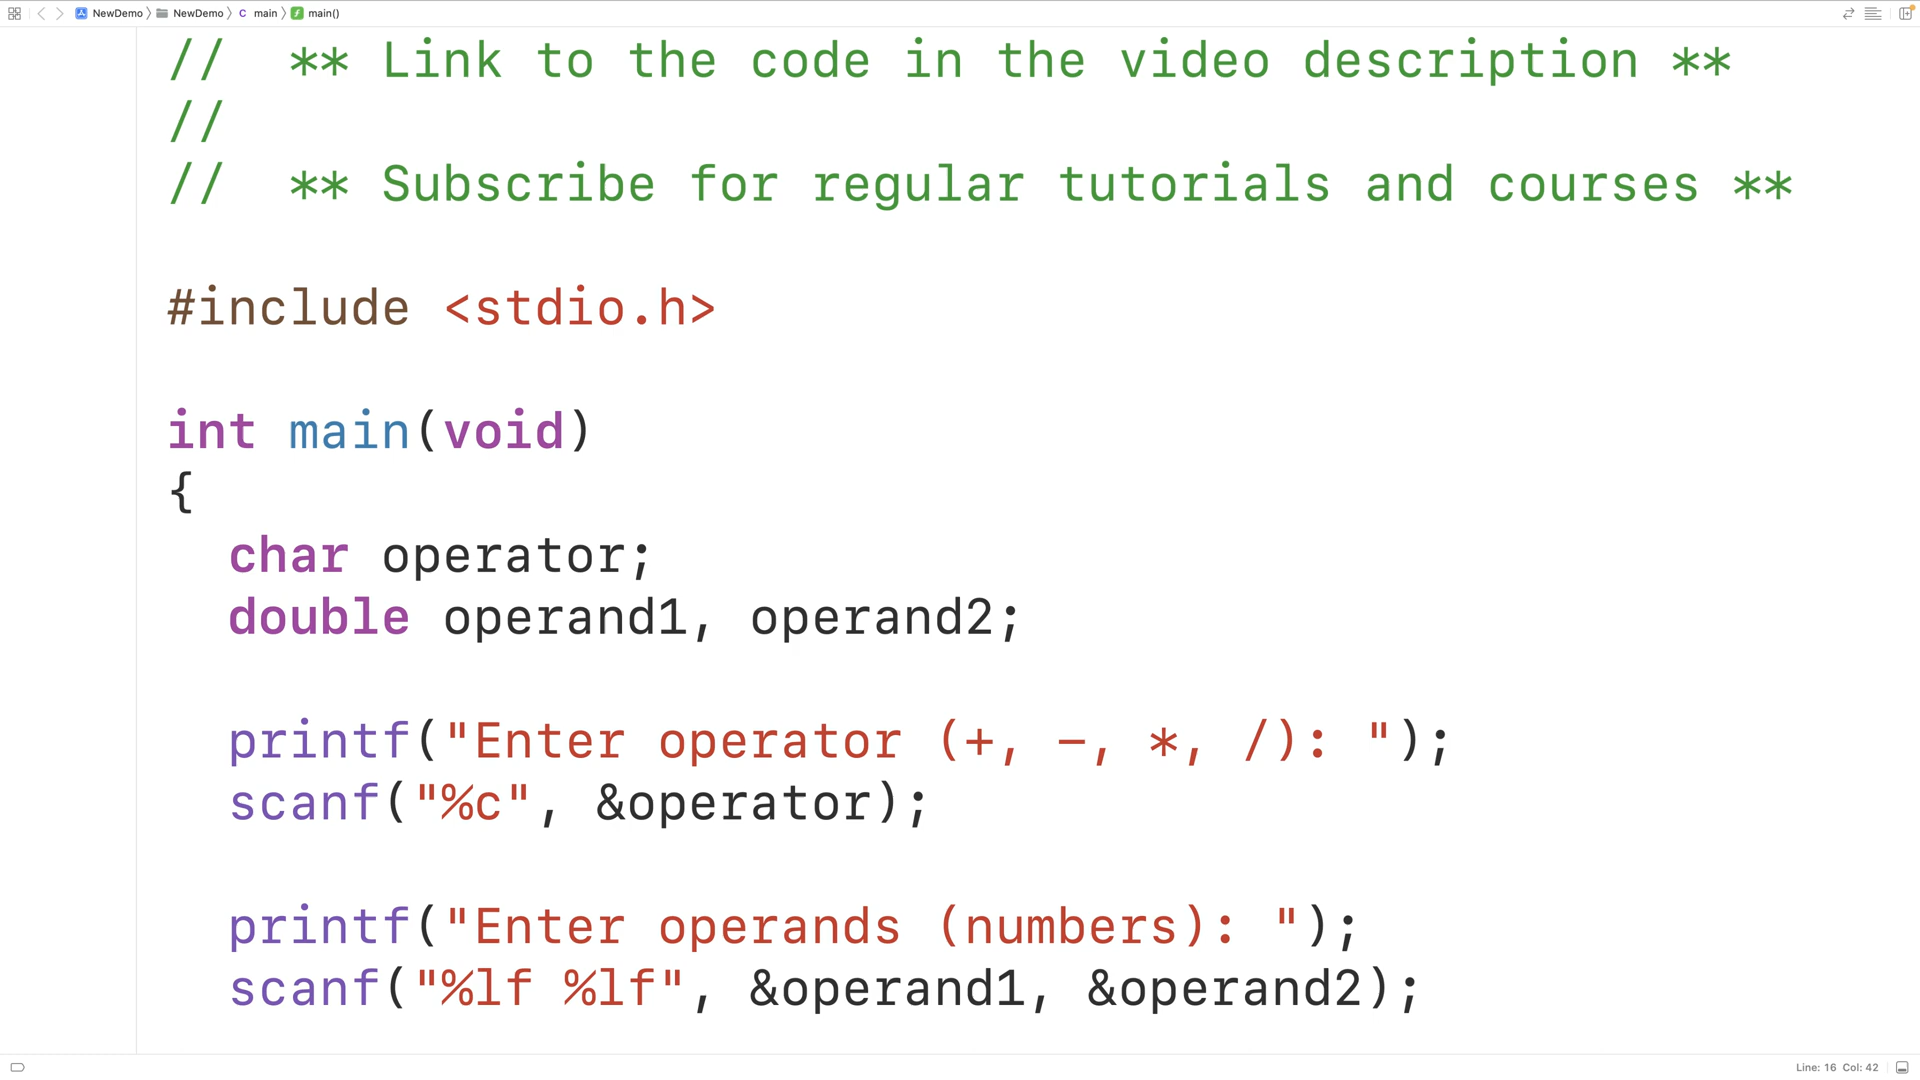 NewDemo 〉 NewDemo 〉 C main 〉 f main()
//  ** Link to the code in the video description **
//
//  ** Subscribe for regular tutorials and courses **
#include <stdio.h>
int main(void)
{
  char operator;
  double operand1, operand2;
  printf("Enter operator (+, -, *, /): ");
  scanf("%c", &operator);
  printf("Enter operands (numbers): ");
  scanf("%lf %lf", &operand1, &operand2);
Line: 16  Col: 42